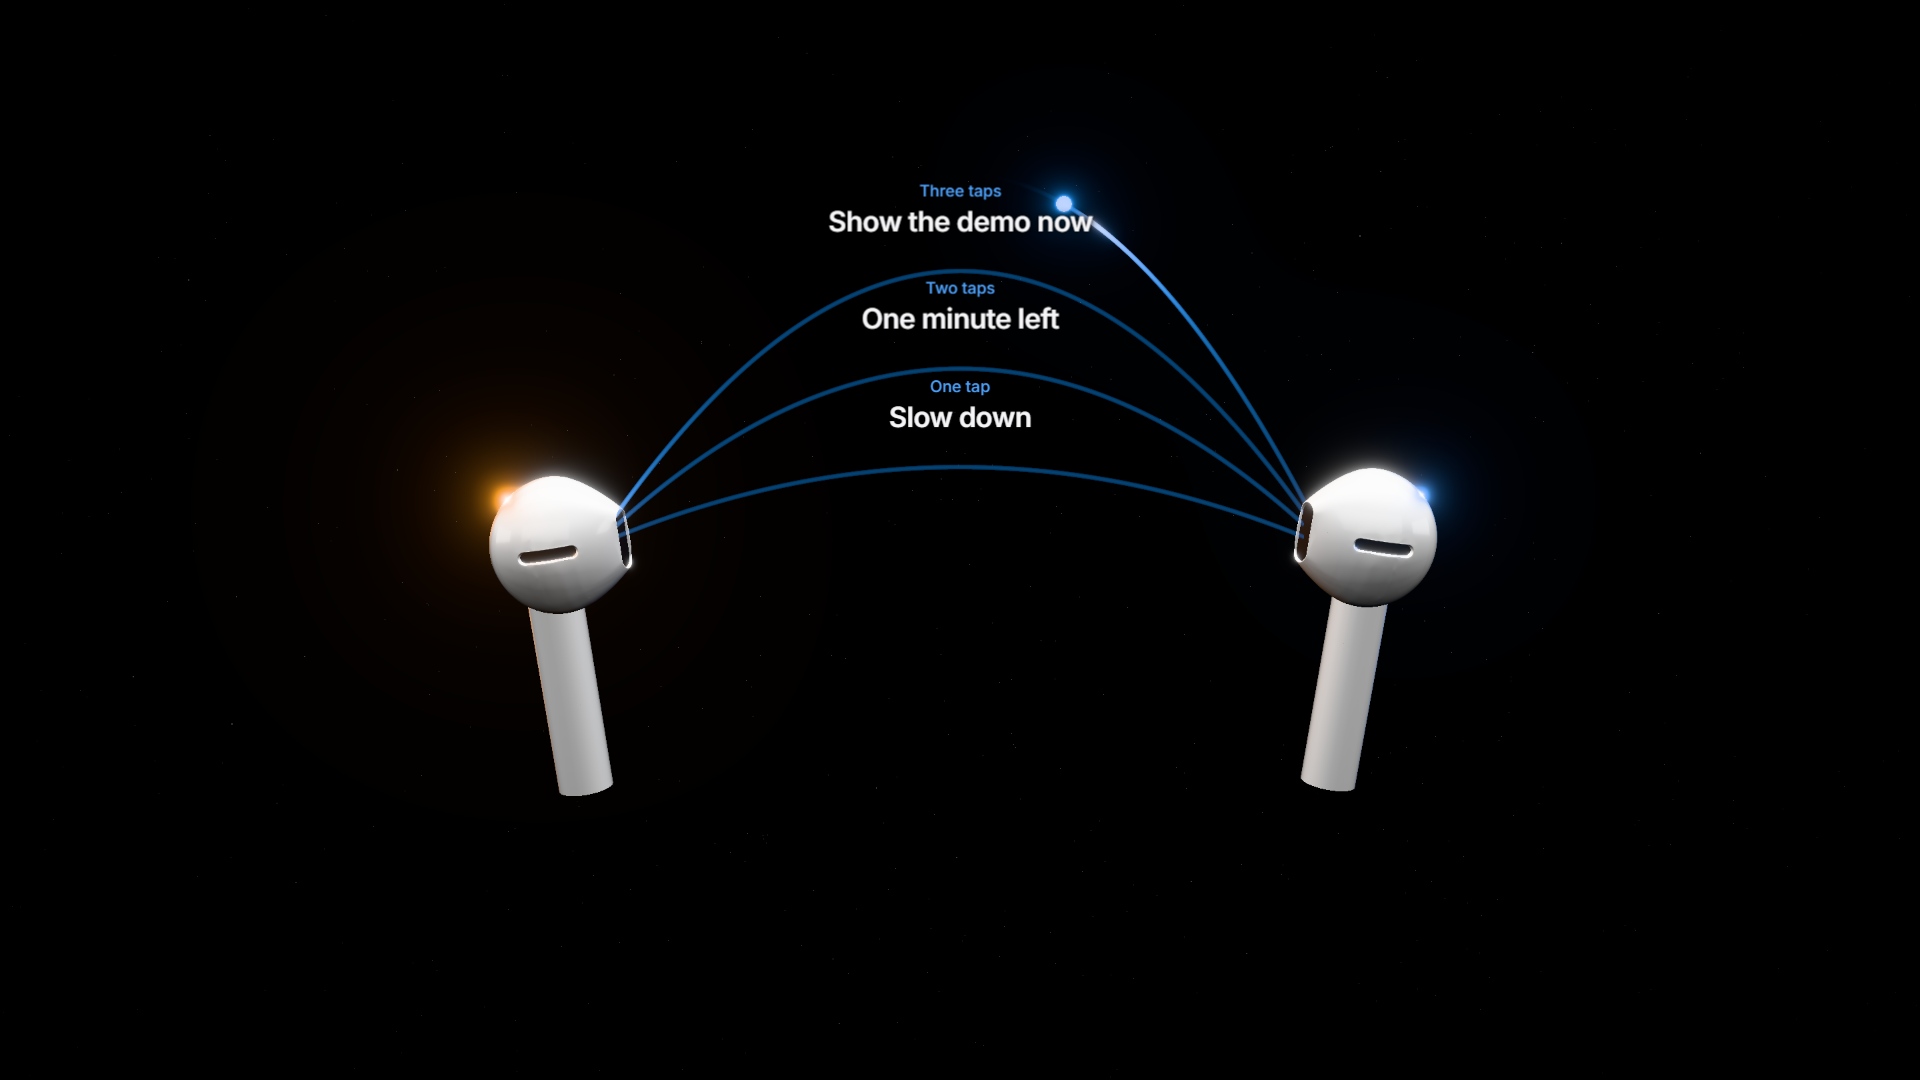 Three taps
Show the demo now
Two taps
One minute left
One tap
Slow down